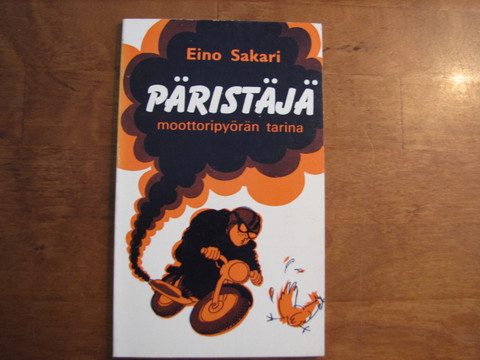 Eino Sakari
PÄRISTÄJÄ
moottoripyörän tarina